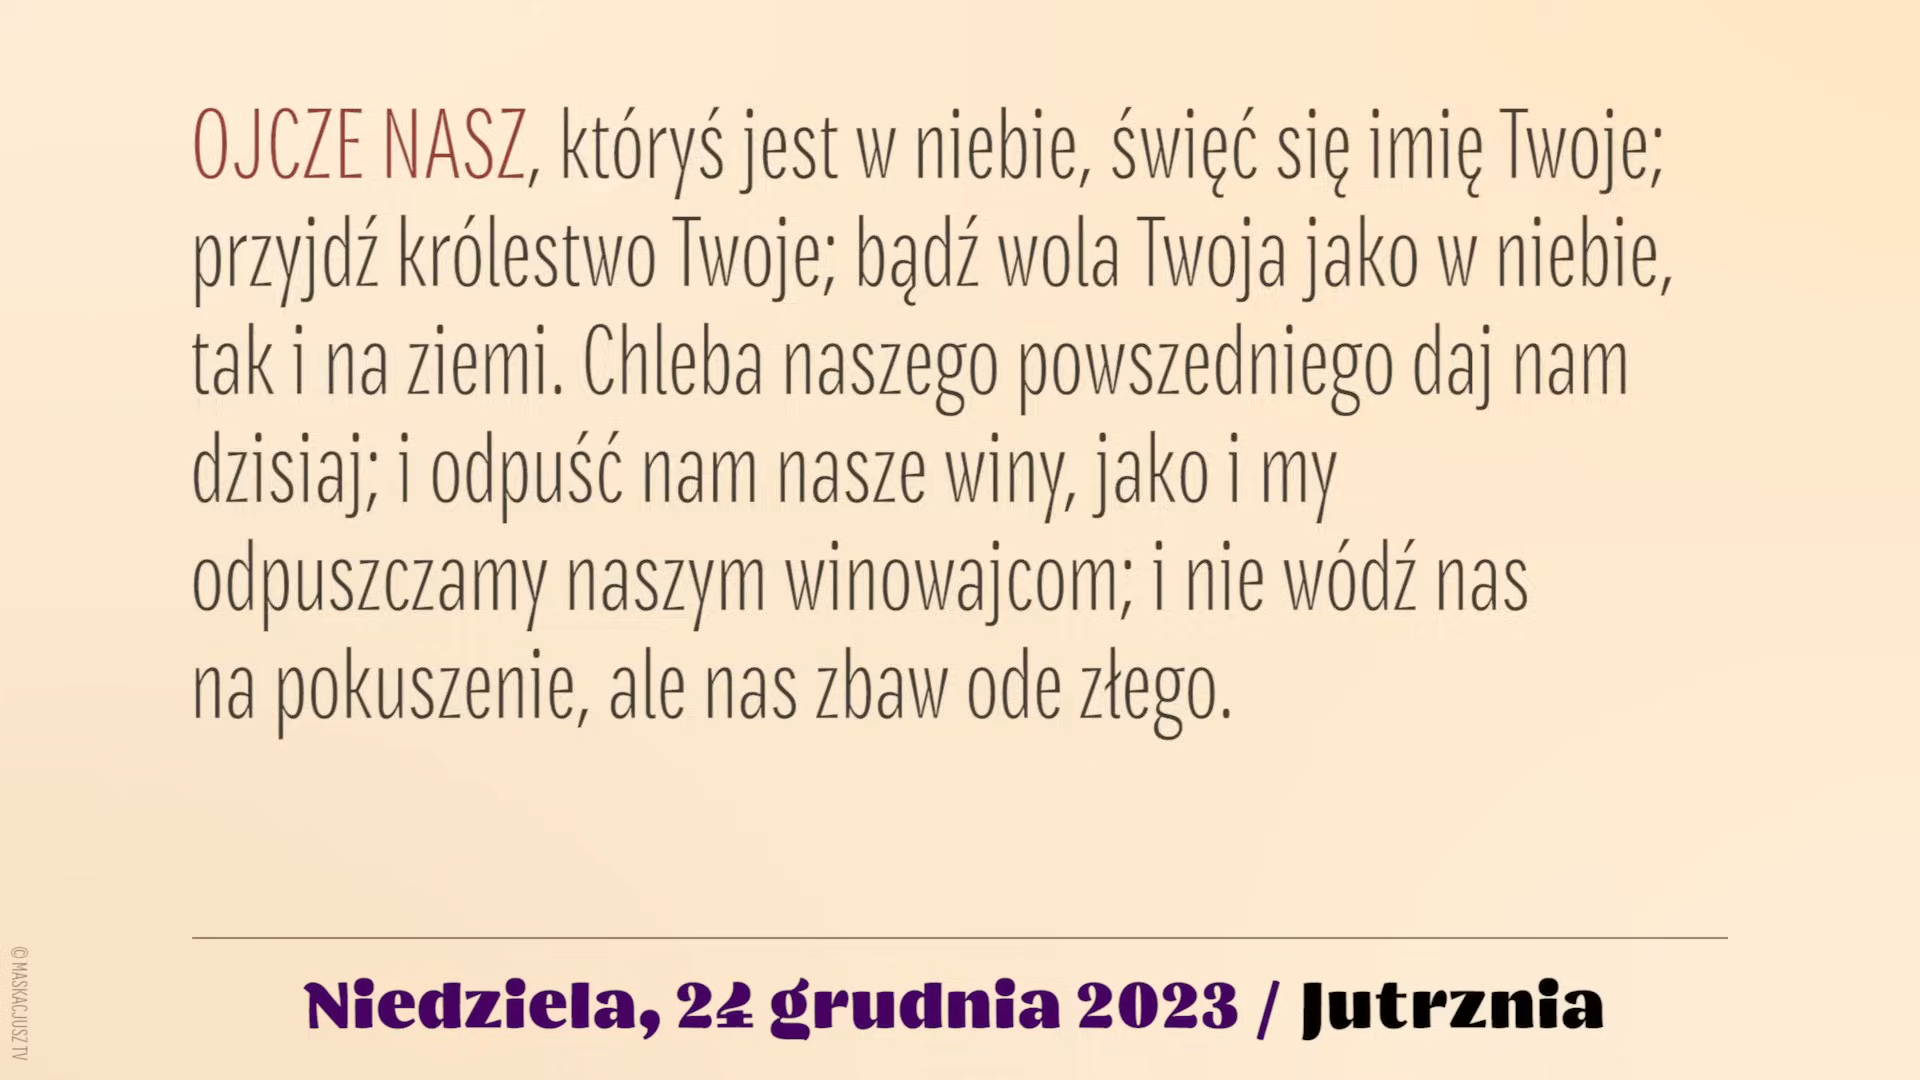 OJCZE NASZ, któryś jest w niebie, święć się imię Twoje;
przyjdź królestwo Twoje; bądź wola Twoja jako w niebie,
tak i na ziemi. Chleba naszego powszedniego daj nam
dzisiaj; i odpuść nam nasze winy, jako i my
odpuszczamy naszym winowajcom; i nie wódź nas
na pokuszenie, ale nas zbaw ode złego.
Niedziela, 24 grudnia 2023 / Jutrznia
© MASKACJUSZ TV